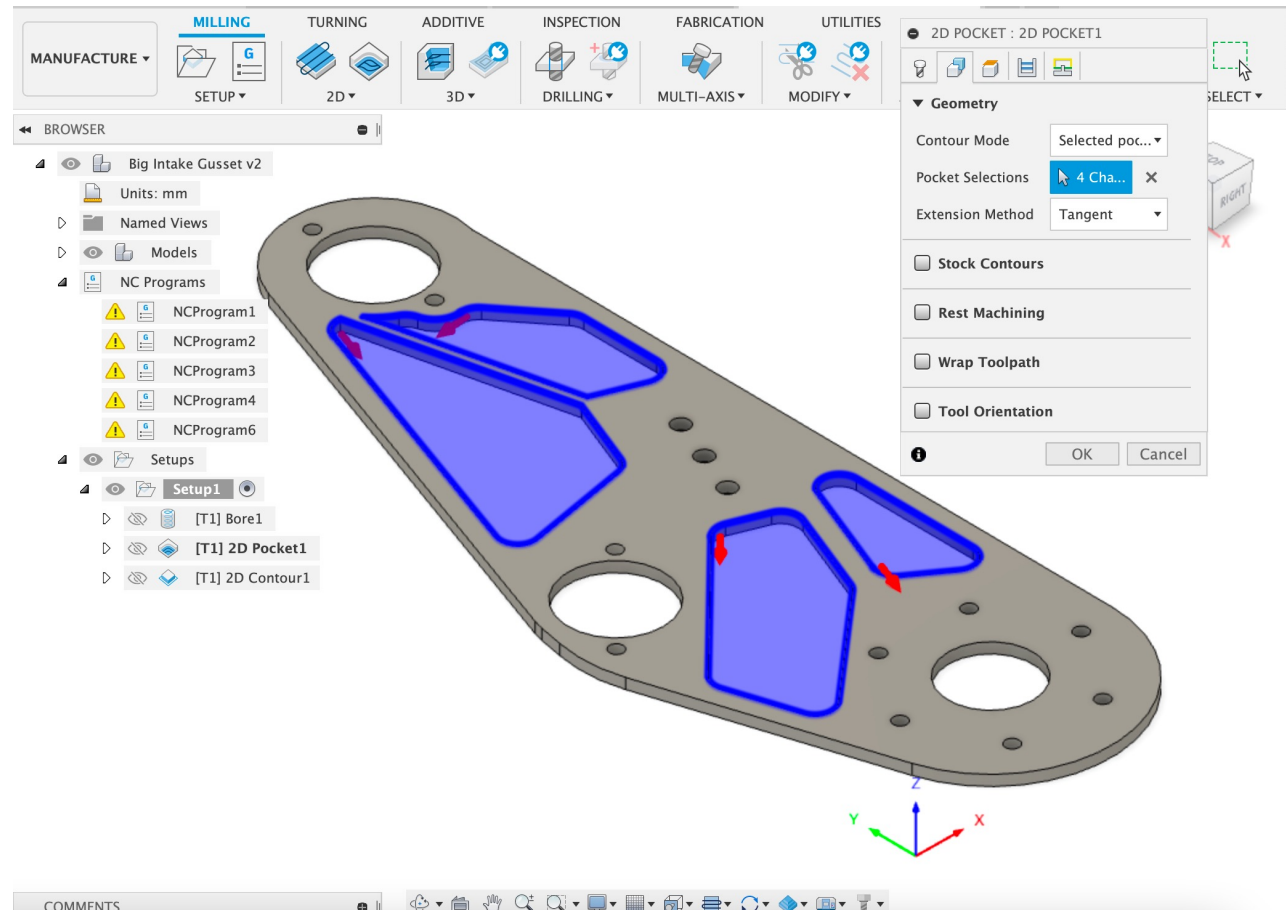 MILLING TURNING ADDITIVE INSPECTION FABRICATION UTILITIES
MANUFACTURE
G
SETUP 2D 3D DRILLING MULTI-AXIS MODIFY SELECT
BROWSER
Big Intake Gusset v2
Units: mm
Named Views
Models
NC Programs
NCProgram1
NCProgram2
NCProgram3
NCProgram4
NCProgram6
Setups
Setup1
[T1] Bore1
[T1] 2D Pocket1
[T1] 2D Contour1
2D POCKET : 2D POCKET1
Geometry
Contour Mode Selected poc...
Pocket Selections 4 Cha...
Extension Method Tangent
Stock Contours
Rest Machining
Wrap Toolpath
Tool Orientation
OK Cancel
TOP
RIGHT
X
Z
Y X
COMMENTS